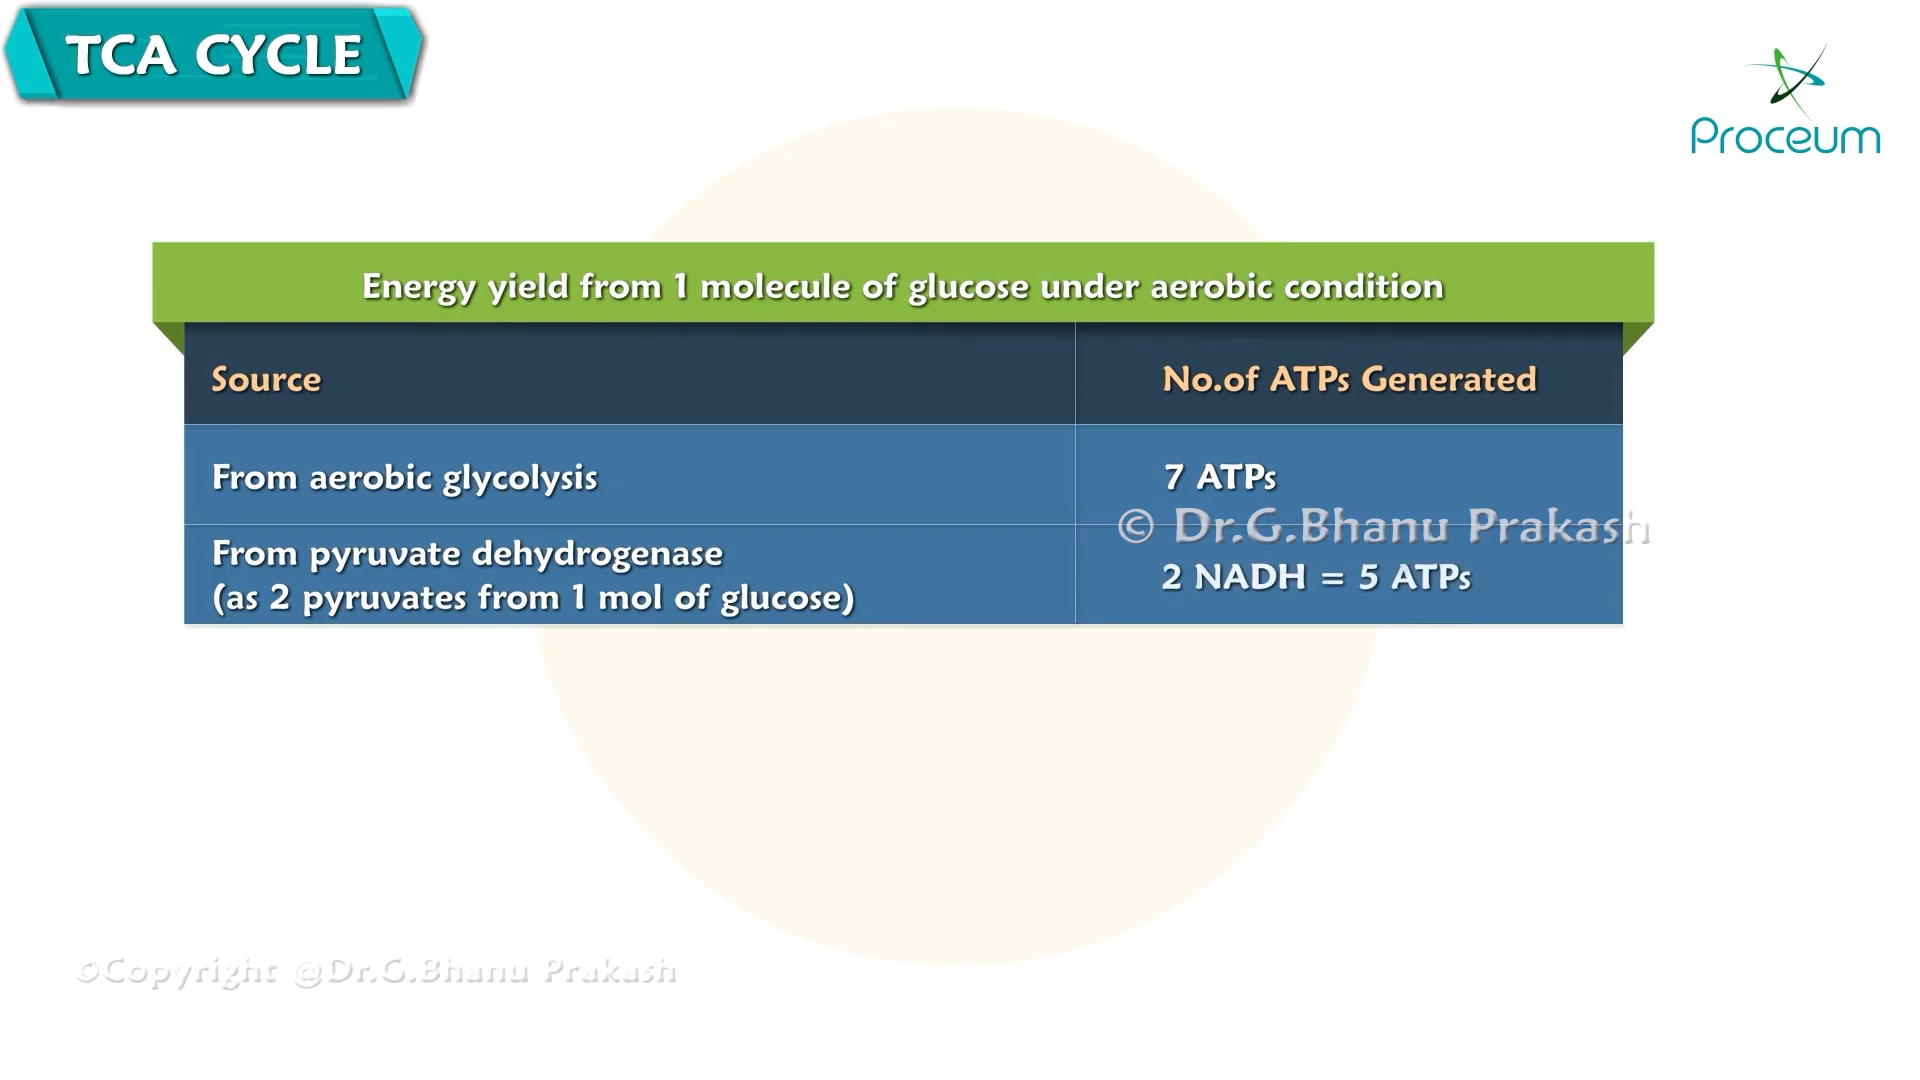 TCA CYCLE
Proceum
Energy yield from 1 molecule of glucose under aerobic condition
Source
No.of ATPs Generated
From aerobic glycolysis
7 ATPs
© Dr.G.Bhanu Prakash
From pyruvate dehydrogenase
(as 2 pyruvates from 1 mol of glucose)
2 NADH = 5 ATPs
©Copyright @Dr.G.Bhanu Prakash